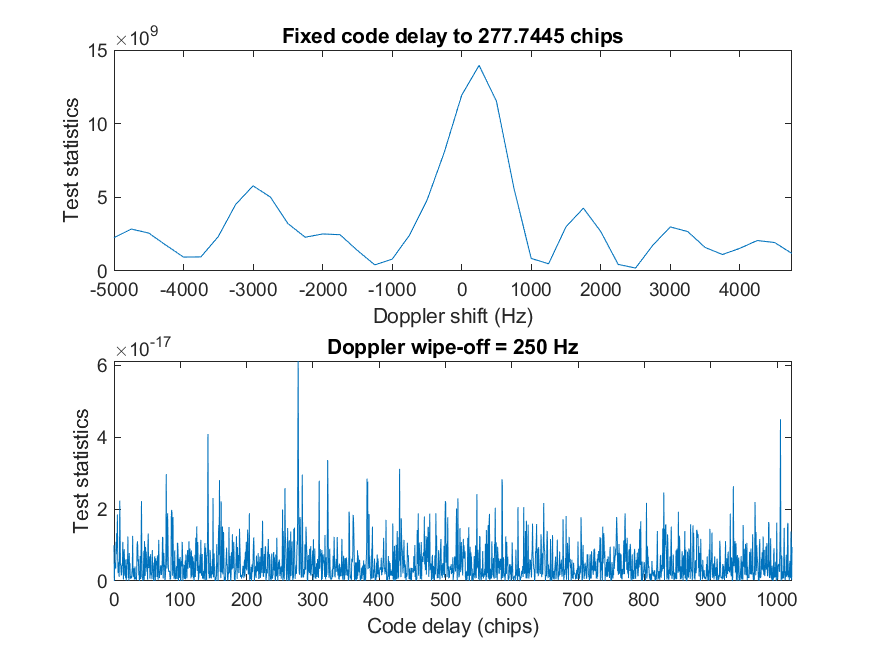 ×10^9
Fixed code delay to 277.7445 chips
15
10
5
0
Test statistics
-5000 -4000 -3000 -2000 -1000 0 1000 2000 3000 4000
Doppler shift (Hz)
×10^-17
Doppler wipe-off = 250 Hz
6
4
2
0
Test statistics
0 100 200 300 400 500 600 700 800 900 1000
Code delay (chips)